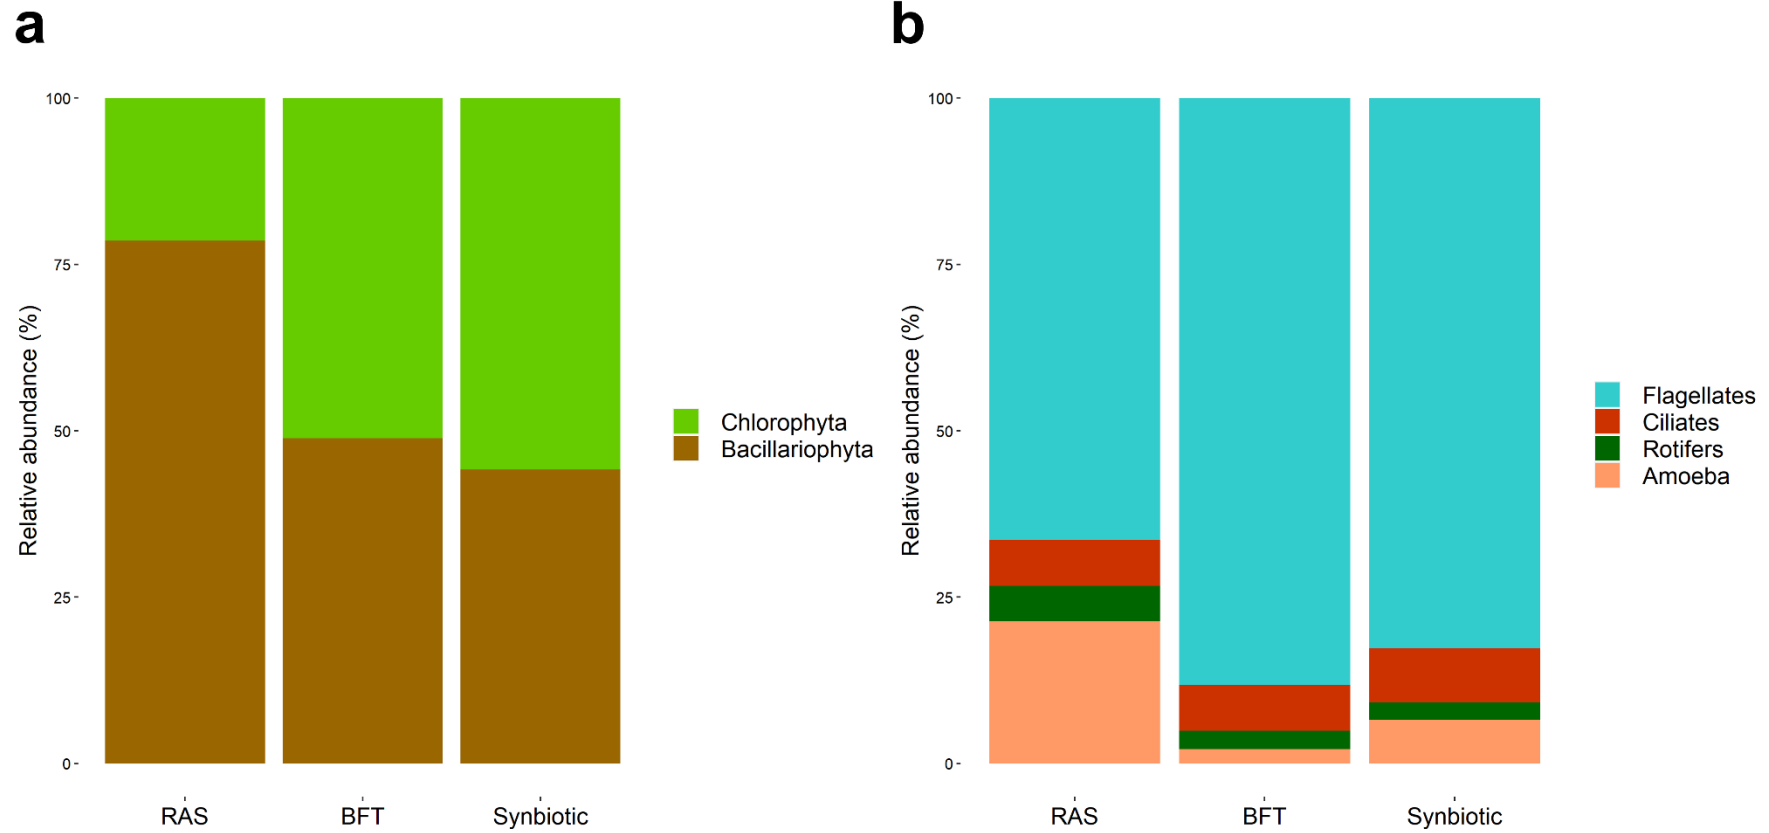 a
Relative abundance (%)
100
75
50
25
0
RAS BFT Synbiotic
Chlorophyta
Bacillariophyta
b
Relative abundance (%)
100
75
50
25
0
RAS BFT Synbiotic
Flagellates
Ciliates
Rotifers
Amoeba